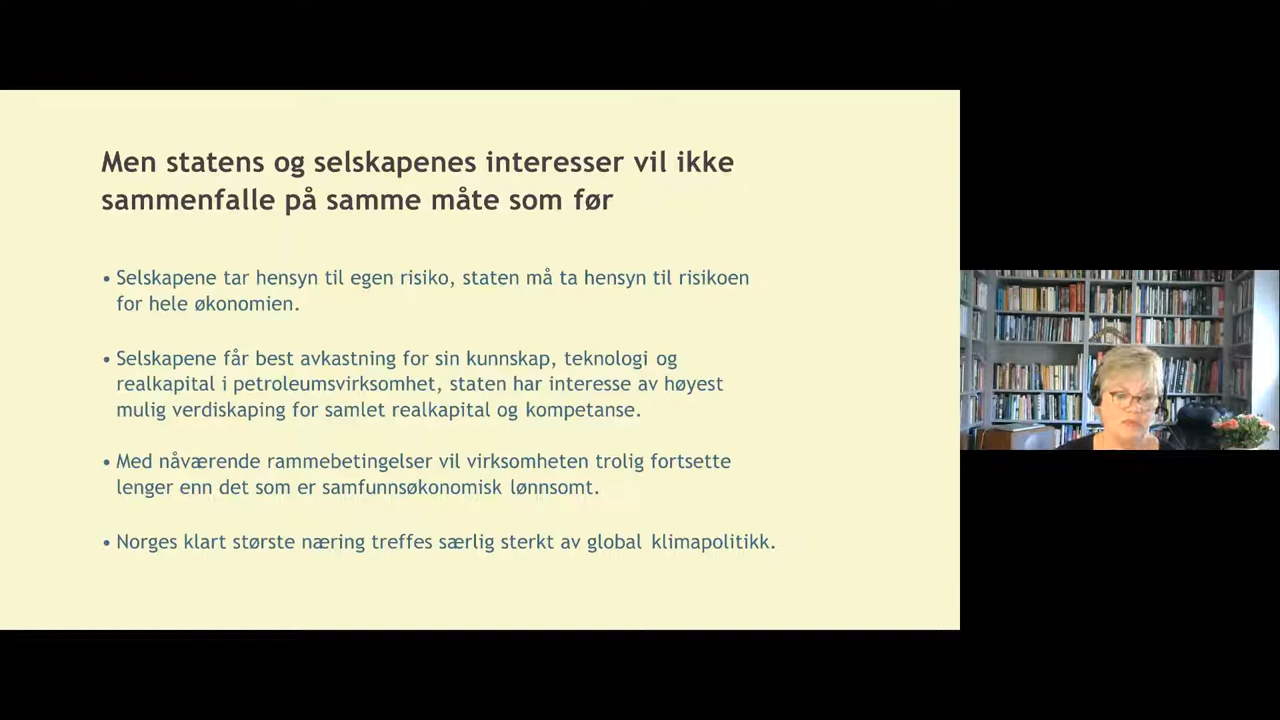 Men statens og selskapenes interesser vil ikke
sammenfalle på samme måte som før
• Selskapene tar hensyn til egen risiko, staten må ta hensyn til risikoen
for hele økonomien.
• Selskapene får best avkastning for sin kunnskap, teknologi og
realkapital i petroleumsvirksomhet, staten har interesse av høyest
mulig verdiskaping for samlet realkapital og kompetanse.
• Med nåværende rammebetingelser vil virksomheten trolig fortsette
lenger enn det som er samfunnsøkonomisk lønnsomt.
• Norges klart største næring treffes særlig sterkt av global klimapolitikk.